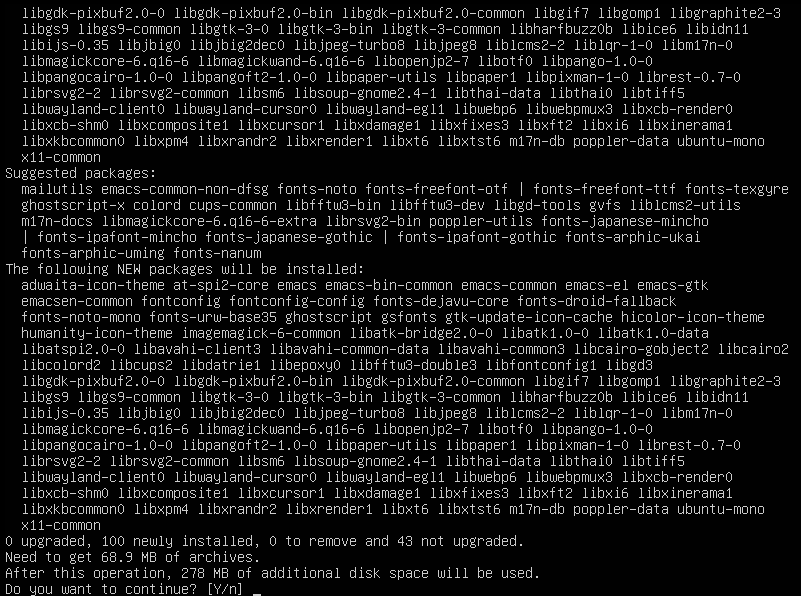 libgdk-pixbuf2.0-0 libgdk-pixbuf2.0-bin libgdk-pixbuf2.0-common libgif7 libgomp1 libgraphite2-3
libgs9 libgs9-common libgtk-3-0 libgtk-3-bin libgtk-3-common libharfbuzz0b libice6 libidn11
libijs-0.35 libjbig0 libjbig2dec0 libjpeg-turbo8 libjpeg8 liblcms2-2 liblqr-1-0 libm17n-0
libmagickcore-6.q16-6 libmagickwand-6.q16-6 libopenjp2-7 libotf0 libpango-1.0-0
libpangocairo-1.0-0 libpangoft2-1.0-0 libpaper-utils libpaper1 libpixman-1-0 librest-0.7-0
librsvg2-2 librsvg2-common libsm6 libsoup-gnome2.4-1 libthai-data libthai0 libtiff5
libwayland-client0 libwayland-cursor0 libwayland-egl1 libwebp6 libwebpmux3 libxcb-render0
libxcb-shm0 libxcomposite1 libxcursor1 libxdamage1 libxfixes3 libxft2 libxi6 libxinerama1
libxkbcommon0 libxpm4 libxrandr2 libxrender1 libxt6 libxtst6 m17n-db poppler-data ubuntu-mono
x11-common
Suggested packages:
mailutils emacs-common-non-dfsg fonts-noto fonts-freefont-otf | fonts-freefont-ttf fonts-texgyre
ghostscript-x colord cups-common libfftw3-bin libfftw3-dev libgd-tools gvfs liblcms2-utils
m17n-docs libmagickcore-6.q16-6-extra librsvg2-bin poppler-utils fonts-japanese-mincho
| fonts-ipafont-mincho fonts-japanese-gothic | fonts-ipafont-gothic fonts-arphic-ukai
fonts-arphic-uming fonts-nanum
The following NEW packages will be installed:
adwaita-icon-theme at-spi2-core emacs emacs-bin-common emacs-common emacs-el emacs-gtk
emacsen-common fontconfig fontconfig-config fonts-dejavu-core fonts-droid-fallback
fonts-noto-mono fonts-urw-base35 ghostscript gsfonts gtk-update-icon-cache hicolor-icon-theme
humanity-icon-theme imagemagick-6-common libatk-bridge2.0-0 libatk1.0-0 libatk1.0-data
libatspi2.0-0 libavahi-client3 libavahi-common-data libavahi-common3 libcairo-gobject2 libcairo2
libcolord2 libcups2 libdatrie1 libepoxy0 libfftw3-double3 libfontconfig1 libgd3
libgdk-pixbuf2.0-0 libgdk-pixbuf2.0-bin libgdk-pixbuf2.0-common libgif7 libgomp1 libgraphite2-3
libgs9 libgs9-common libgtk-3-0 libgtk-3-bin libgtk-3-common libharfbuzz0b libice6 libidn11
libijs-0.35 libjbig0 libjbig2dec0 libjpeg-turbo8 libjpeg8 liblcms2-2 liblqr-1-0 libm17n-0
libmagickcore-6.q16-6 libmagickwand-6.q16-6 libopenjp2-7 libotf0 libpango-1.0-0
libpangocairo-1.0-0 libpangoft2-1.0-0 libpaper-utils libpaper1 libpixman-1-0 librest-0.7-0
librsvg2-2 librsvg2-common libsm6 libsoup-gnome2.4-1 libthai-data libthai0 libtiff5
libwayland-client0 libwayland-cursor0 libwayland-egl1 libwebp6 libwebpmux3 libxcb-render0
libxcb-shm0 libxcomposite1 libxcursor1 libxdamage1 libxfixes3 libxft2 libxi6 libxinerama1
libxkbcommon0 libxpm4 libxrandr2 libxrender1 libxt6 libxtst6 m17n-db poppler-data ubuntu-mono
x11-common
0 upgraded, 100 newly installed, 0 to remove and 43 not upgraded.
Need to get 68.9 MB of archives.
After this operation, 278 MB of additional disk space will be used.
Do you want to continue? [Y/n] _